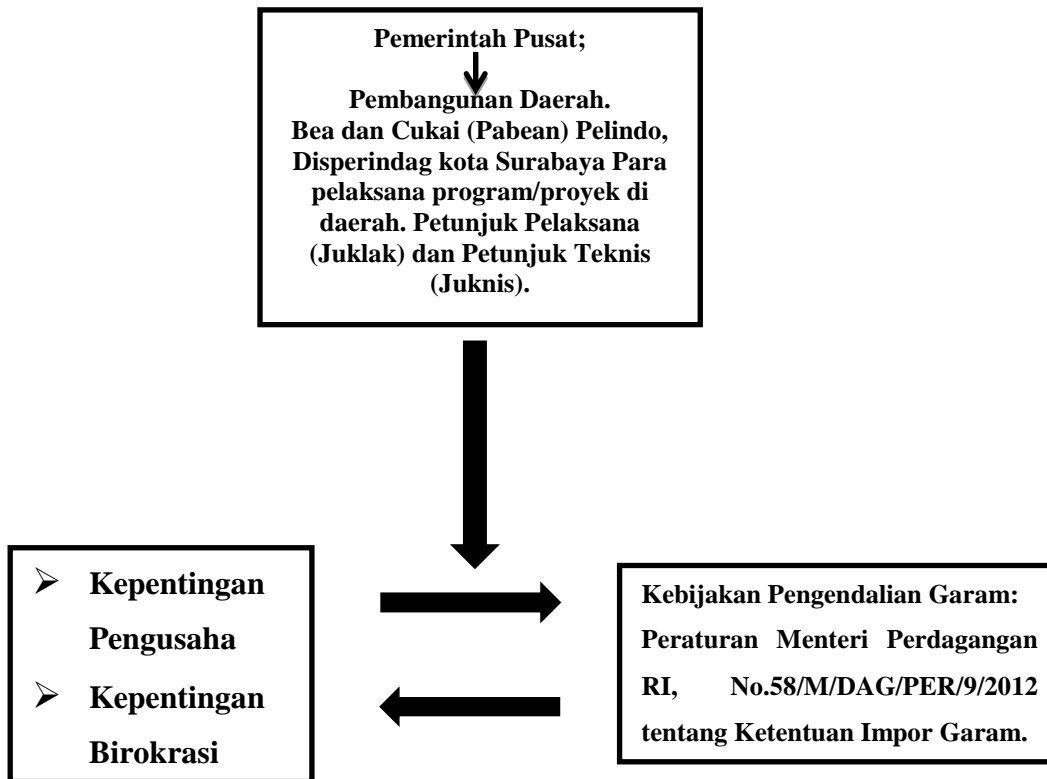 Pemerintah Pusat;
Pembangunan Daerah.
Bea dan Cukai (Pabean) Pelindo,
Disperindag kota Surabaya Para
pelaksana program/proyek di
daerah. Petunjuk Pelaksana
(Juklak) dan Petunjuk Teknis
(Juknis).
Kepentingan
Pengusaha
Kepentingan
Birokrasi
Kebijakan Pengendalian Garam:
Peraturan Menteri Perdagangan
RI, No.58/M/DAG/PER/9/2012
tentang Ketentuan Impor Garam.